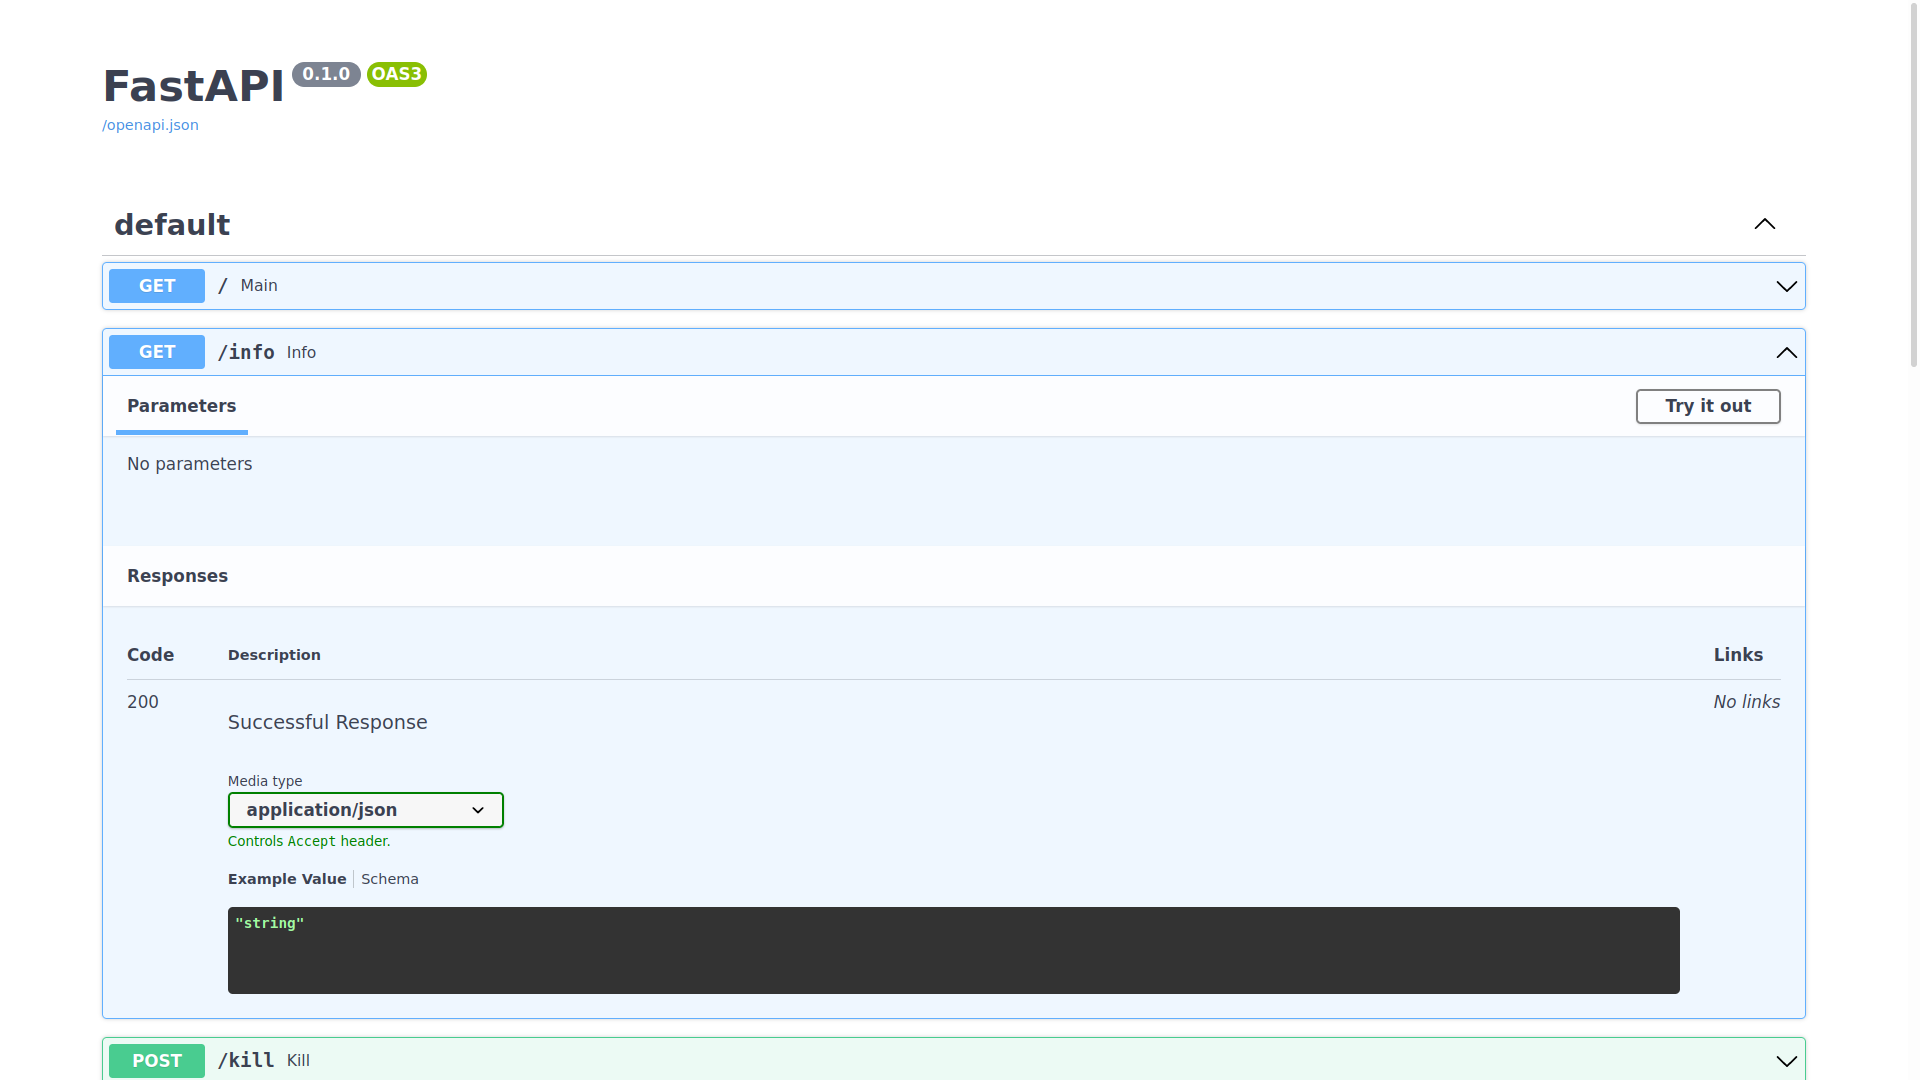 FastAPI 0.1.0 OAS3
/openapi.json
default
GET / Main
GET /info Info
Parameters Try it out
No parameters
Responses
Code Description Links
200 No links
Successful Response
Media type
application/json
Controls Accept header.
Example Value Schema
"string"
POST /kill Kill